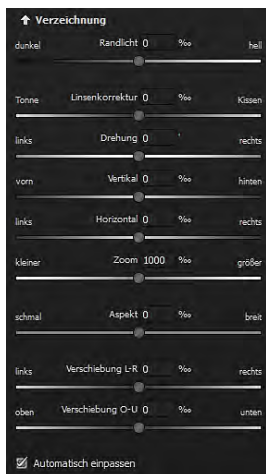 Verzeichnung
dunkel Randlicht 0 ‰ hell
Tonne Linsenkorrektur 0 ‰ Kissen
links Drehung 0 ' rechts
vorn Vertikal 0 ‰ hinten
links Horizontal 0 ‰ rechts
kleiner Zoom 1000 ‰ größer
schmal Aspekt 0 ‰ breit
links Verschiebung L-R 0 ‰ rechts
oben Verschiebung O-U 0 ‰ unten
Automatisch einpassen